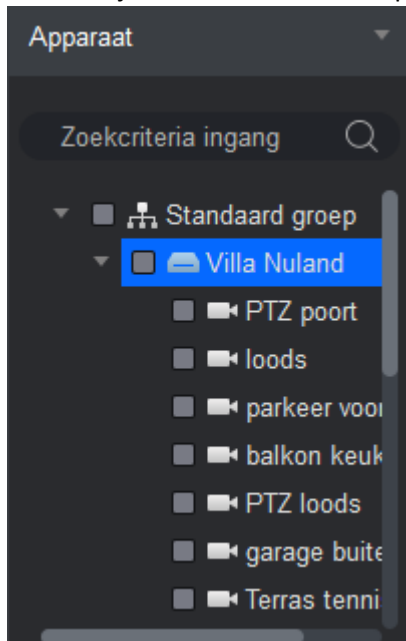 Apparaat
Zoekcriteria ingang
Standaard groep
Villa Nuland
PTZ poort
loods
parkeer voor
balkon keuk
PTZ loods
garage buite
Terras tenni